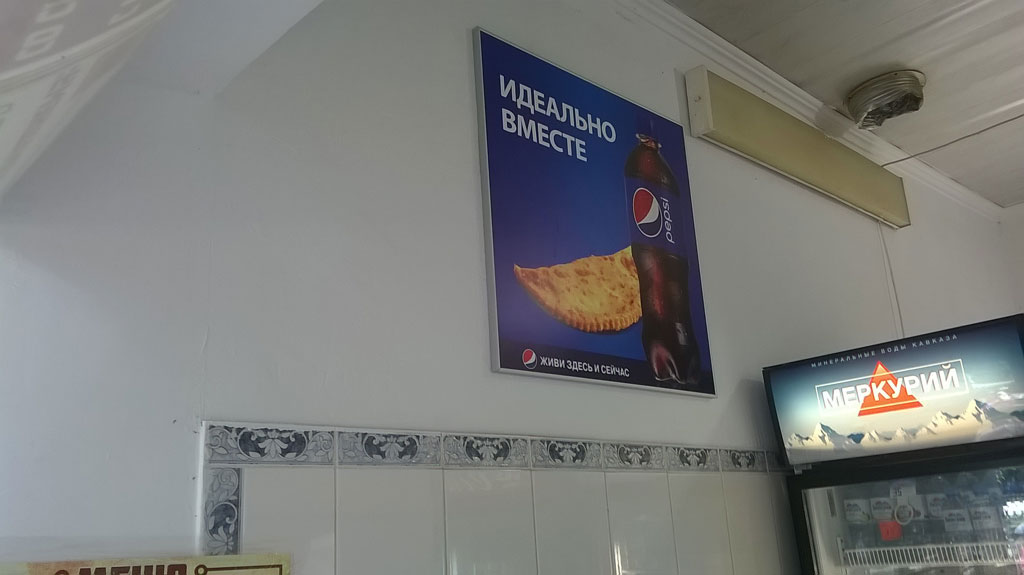 ИДЕАЛЬНО
ВМЕСТЕ
pepsi
ЖИВИ ЗДЕСЬ И СЕЙЧАС
МИНЕРАЛЬНЫЕ ВОДЫ КАВКАЗА
МЕРКУРИЙ
МЕНЮ